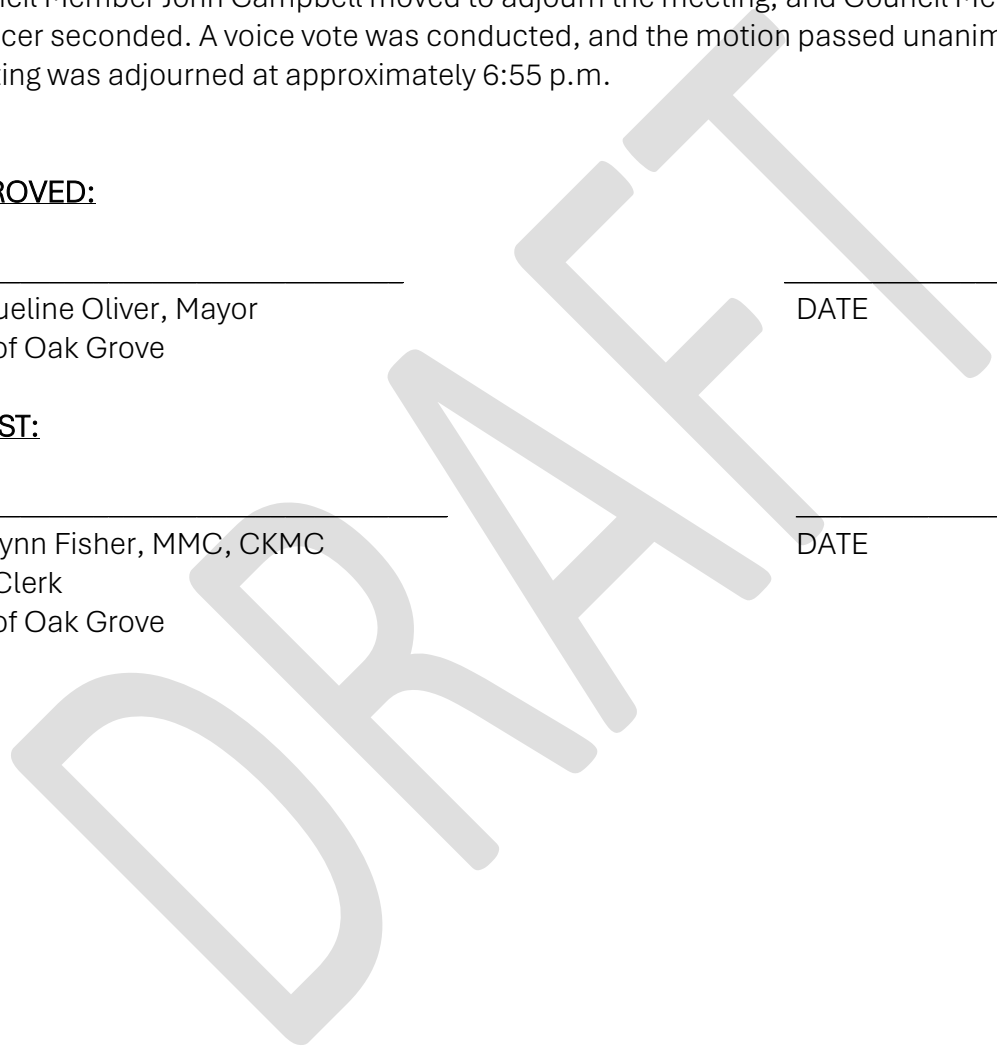 cil Member John Campbell moved to adjourn the meeting, and Council Me
cer seconded. A voice vote was conducted, and the motion passed unanim
ting was adjourned at approximately 6:55 p.m.
ROVED:
ueline Oliver, Mayor
DATE
of Oak Grove
ST:
ynn Fisher, MMC, CKMC
DATE
Clerk
of Oak Grove
DRAFT